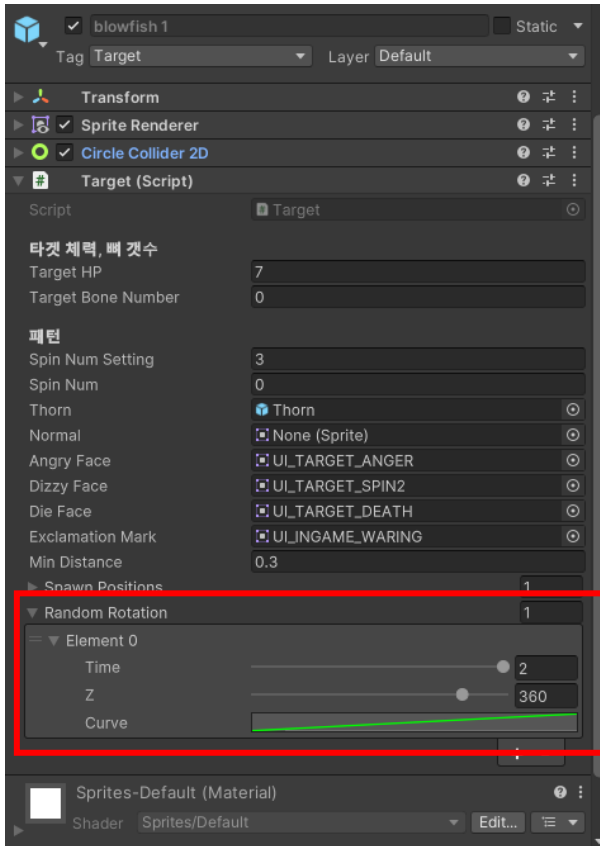 blowfish 1 Static
Tag Target Layer Default
Transform
Sprite Renderer
Circle Collider 2D
# Target (Script)
Script # Target
타겟 체력, 뼈 갯수
Target HP 7
Target Bone Number 0
패턴
Spin Num Setting 3
Spin Num 0
Thorn Thorn
Normal None (Sprite)
Angry Face UI_TARGET_ANGER
Dizzy Face UI_TARGET_SPIN2
Die Face UI_TARGET_DEATH
Exclamation Mark UI_INGAME_WARING
Min Distance 0.3
Spawn Positions 1
Random Rotation 1
Element 0
Time 2
Z 360
Curve
Sprites-Default (Material)
Shader Sprites/Default Edit...